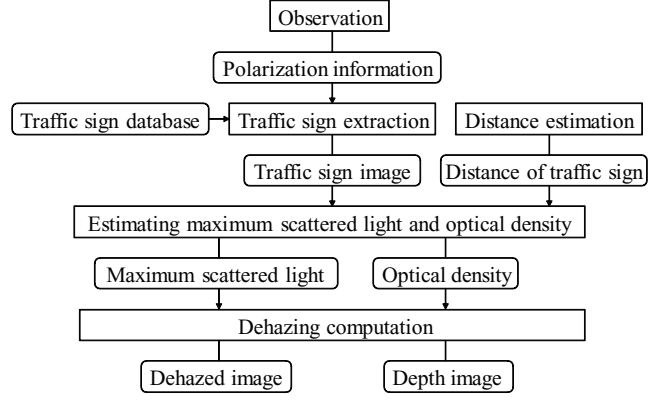 Observation
Polarization information
Traffic sign database
Traffic sign extraction
Distance estimation
Traffic sign image
Distance of traffic sign
Estimating maximum scattered light and optical density
Maximum scattered light
Optical density
Dehazing computation
Dehazed image
Depth image